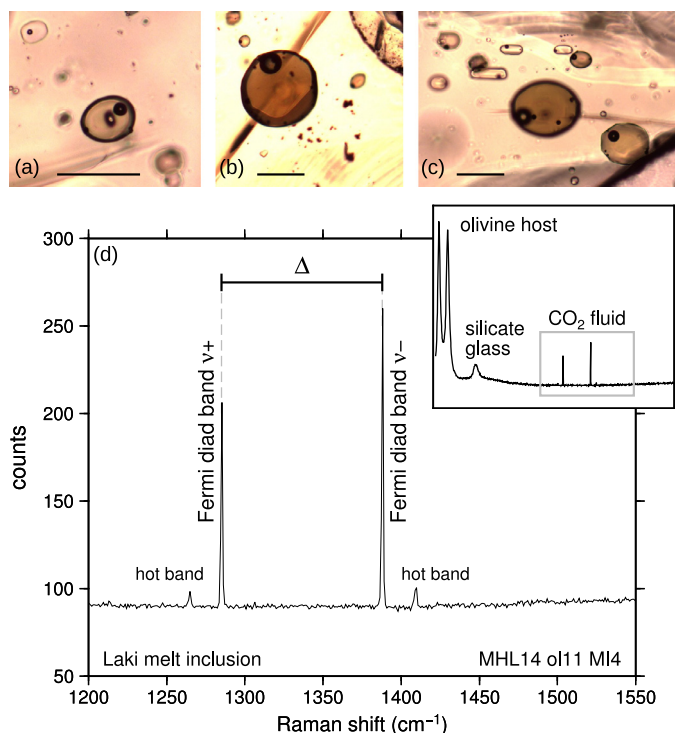 (a)
(b)
(c)
(d)
olivine host
silicate
glass
CO₂ fluid
Δ
Fermi diad band ν+
Fermi diad band ν−
hot band
hot band
Laki melt inclusion
MHL14 ol11 MI4
counts
300
250
200
150
100
50
1200
1250
1300
1350
1400
1450
1500
1550
Raman shift (cm⁻¹)